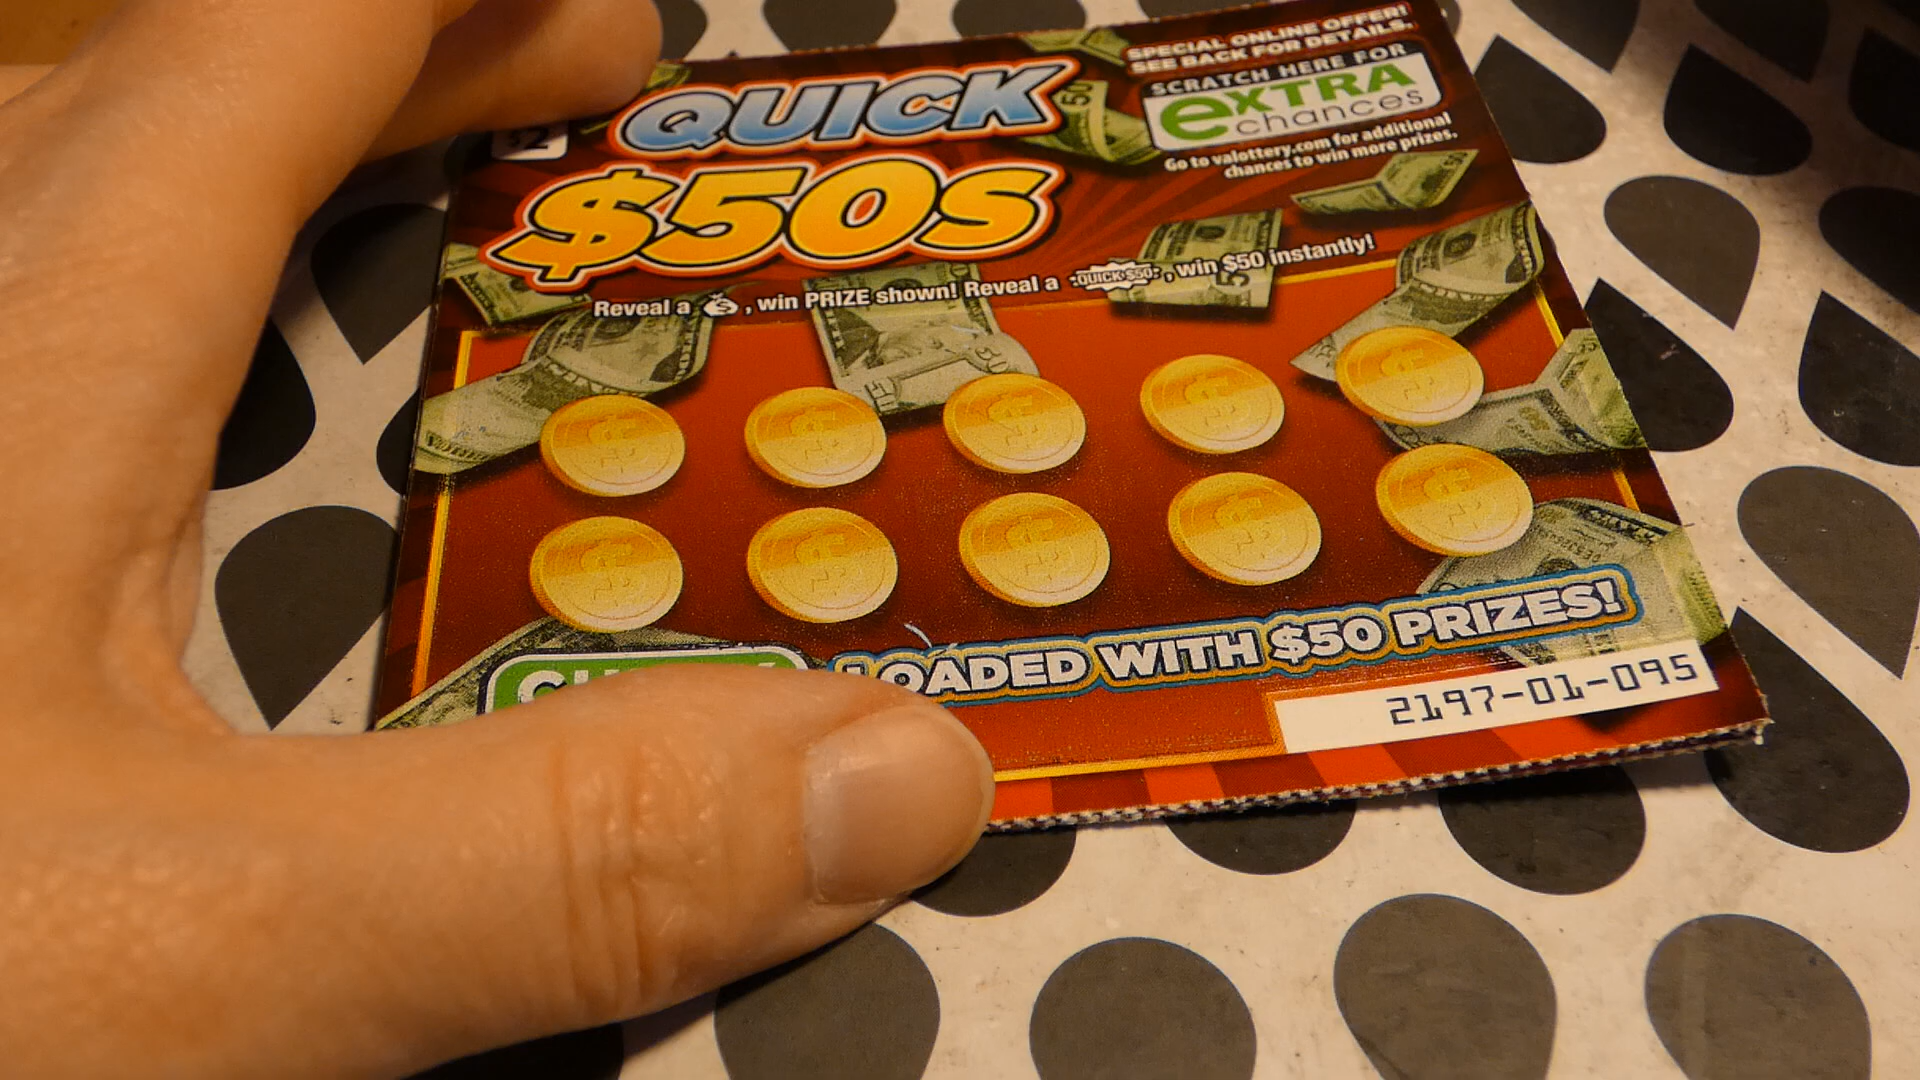 SPECIAL ONLINE OFFER!
SEE BACK FOR DETAILS.
SCRATCH HERE FOR
eXTRA
chances
Go to valottery.com for additional
chances to win more prizes.
$2
QUICK
$50s
Reveal a , win PRIZE shown! Reveal a QUICK $50 , win $50 instantly!
LOADED WITH $50 PRIZES!
2197-01-095